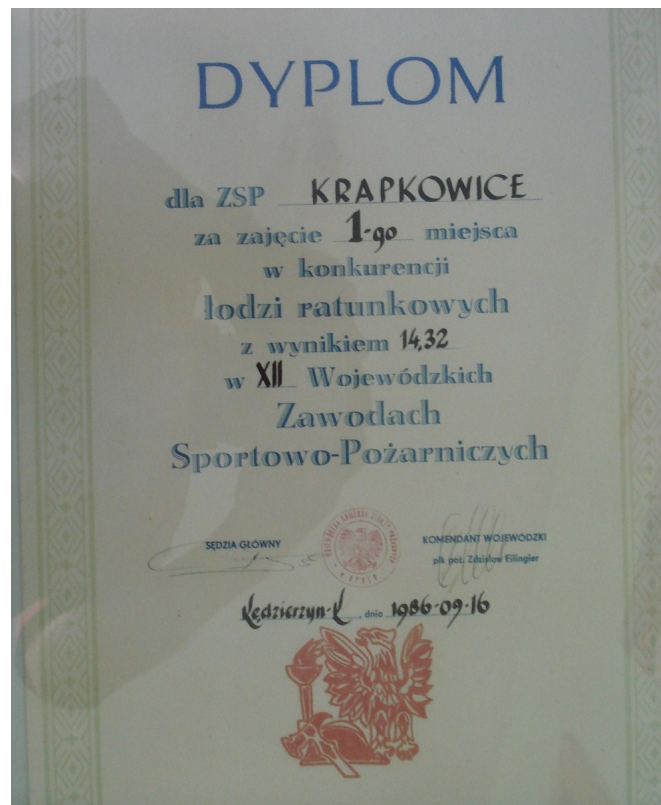 DYPLOM
dla ZSP KRAPKOWICE
za zajęcie 1-go miejsca
w konkurencji
łodzi ratunkowych
z wynikiem 14,32
w XII Wojewódzkich
Zawodach
Sportowo-Pożarniczych
SĘDZIA GŁÓWNY
KOMENDANT WOJEWÓDZKI
płk poż. Zdzisław Filingier
Kędzierzyn-K, dnia 1986-09-16